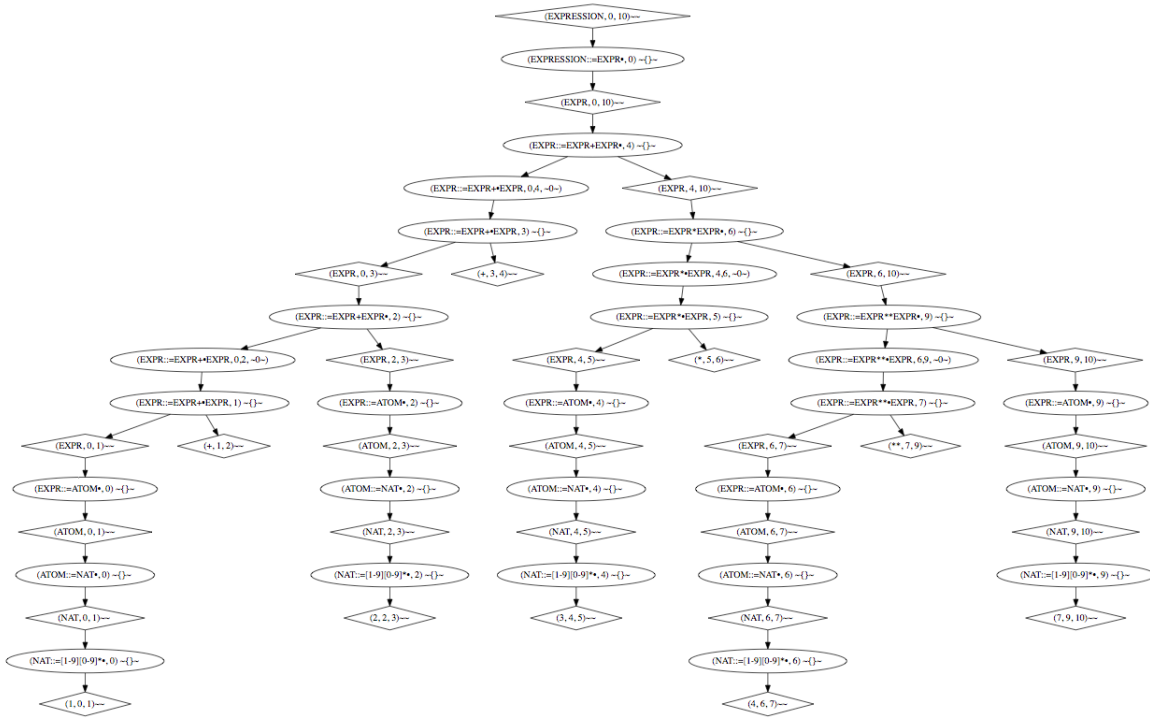 (EXPRESSION, 0, 10)~~
(EXPRESSION::=EXPR•, 0) ~{}~
(EXPR, 0, 10)~~
(EXPR::=EXPR+EXPR•, 4) ~{}~
(EXPR::=EXPR+•EXPR, 0,4, ~0~) (EXPR, 4, 10)~~
(EXPR::=EXPR+•EXPR, 3) ~{}~ (EXPR::=EXPR*EXPR•, 6) ~{}~
(EXPR, 0, 3)~~ (+, 3, 4)~~ (EXPR::=EXPR*•EXPR, 4,6, ~0~) (EXPR, 6, 10)~~
(EXPR::=EXPR+EXPR•, 2) ~{}~ (EXPR::=EXPR*•EXPR, 5) ~{}~ (EXPR::=EXPR**EXPR•, 9) ~{}~
(EXPR::=EXPR+•EXPR, 0,2, ~0~) (EXPR, 2, 3)~~ (EXPR, 4, 5)~~ (*, 5, 6)~~ (EXPR::=EXPR**•EXPR, 6,9, ~0~) (EXPR, 9, 10)~~
(EXPR::=EXPR+•EXPR, 1) ~{}~ (EXPR::=ATOM•, 2) ~{}~ (EXPR::=ATOM•, 4) ~{}~ (EXPR::=EXPR**•EXPR, 7) ~{}~ (EXPR::=ATOM•, 9) ~{}~
(EXPR, 0, 1)~~ (+, 1, 2)~~ (ATOM, 2, 3)~~ (ATOM, 4, 5)~~ (EXPR, 6, 7)~~ (**, 7, 9)~~ (ATOM, 9, 10)~~
(EXPR::=ATOM•, 0) ~{}~ (ATOM::=NAT•, 2) ~{}~ (ATOM::=NAT•, 4) ~{}~ (EXPR::=ATOM•, 6) ~{}~ (ATOM::=NAT•, 9) ~{}~
(ATOM, 0, 1)~~ (NAT, 2, 3)~~ (NAT, 4, 5)~~ (ATOM, 6, 7)~~ (NAT, 9, 10)~~
(ATOM::=NAT•, 0) ~{}~ (NAT::=[1-9][0-9]*•, 2) ~{}~ (NAT::=[1-9][0-9]*•, 4) ~{}~ (ATOM::=NAT•, 6) ~{}~ (NAT::=[1-9][0-9]*•, 9) ~{}~
(NAT, 0, 1)~~ (2, 2, 3)~~ (3, 4, 5)~~ (NAT, 6, 7)~~ (7, 9, 10)~~
(NAT::=[1-9][0-9]*•, 0) ~{}~ (NAT::=[1-9][0-9]*•, 6) ~{}~
(1, 0, 1)~~ (4, 6, 7)~~